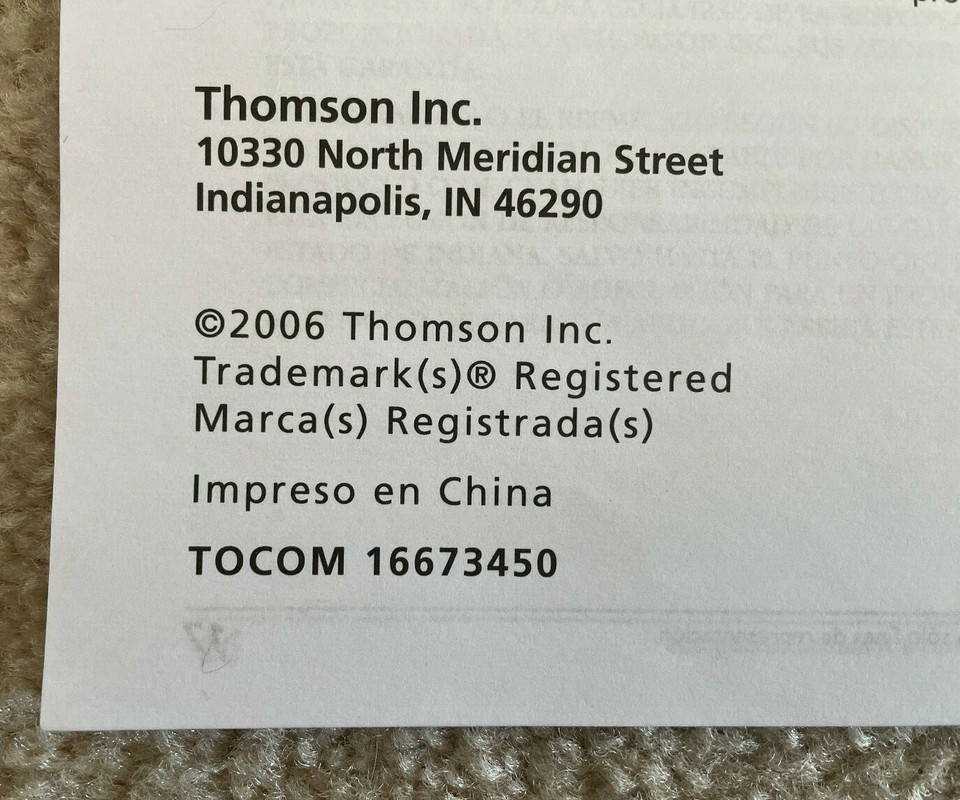 Thomson Inc.
10330 North Meridian Street
Indianapolis, IN 46290
©2006 Thomson Inc.
Trademark(s)® Registered
Marca(s) Registrada(s)
Impreso en China
TOCOM 16673450